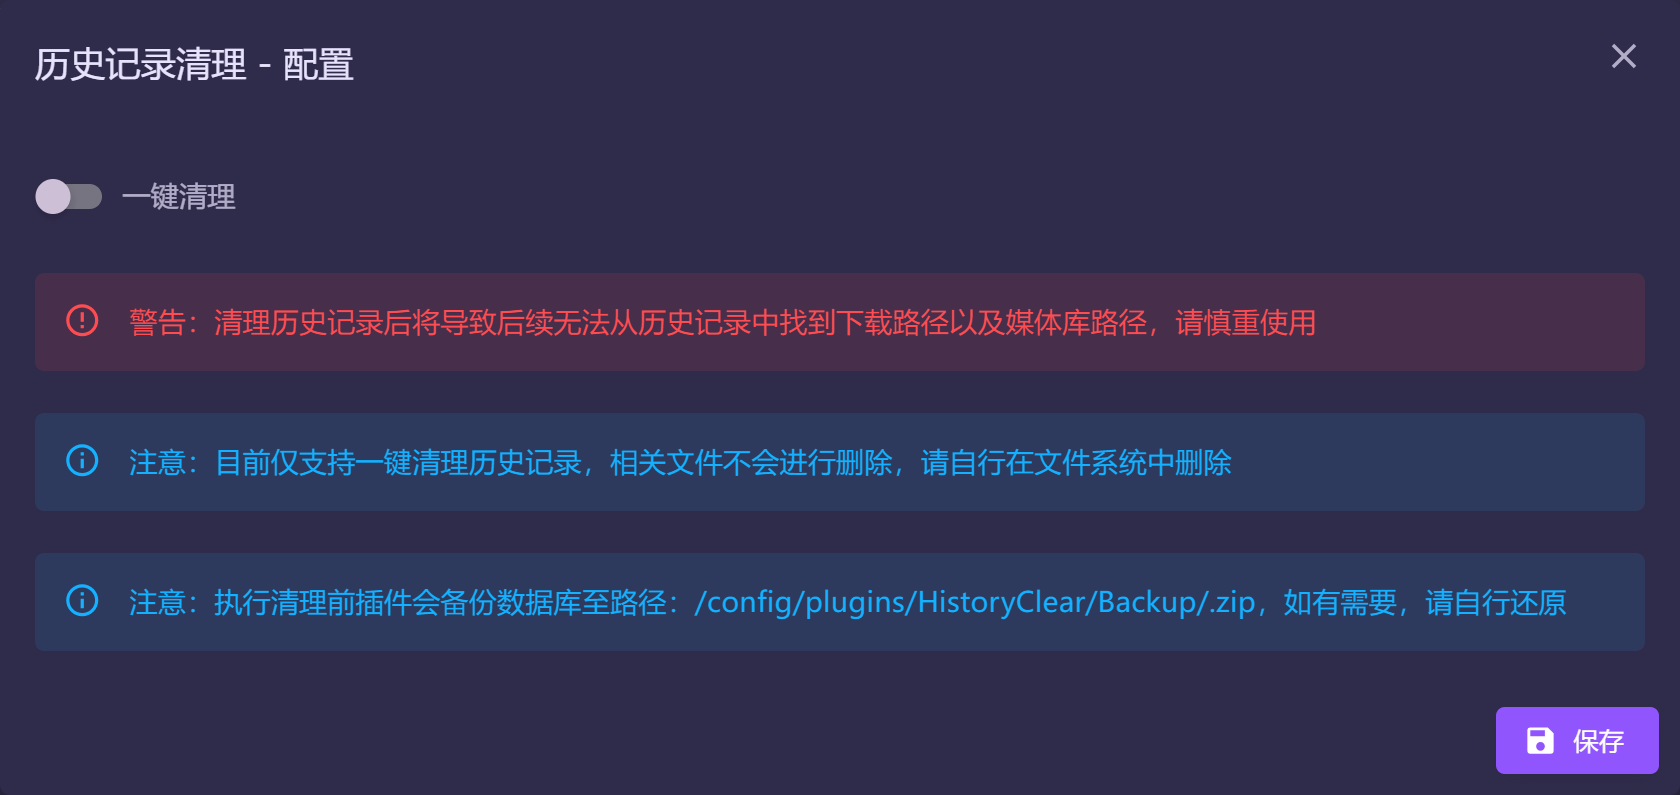 历史记录清理 - 配置
一键清理
警告：清理历史记录后将导致后续无法从历史记录中找到下载路径以及媒体库路径，请慎重使用
注意：目前仅支持一键清理历史记录，相关文件不会进行删除，请自行在文件系统中删除
注意：执行清理前插件会备份数据库至路径：/config/plugins/HistoryClear/Backup/.zip，如有需要，请自行还原
保存